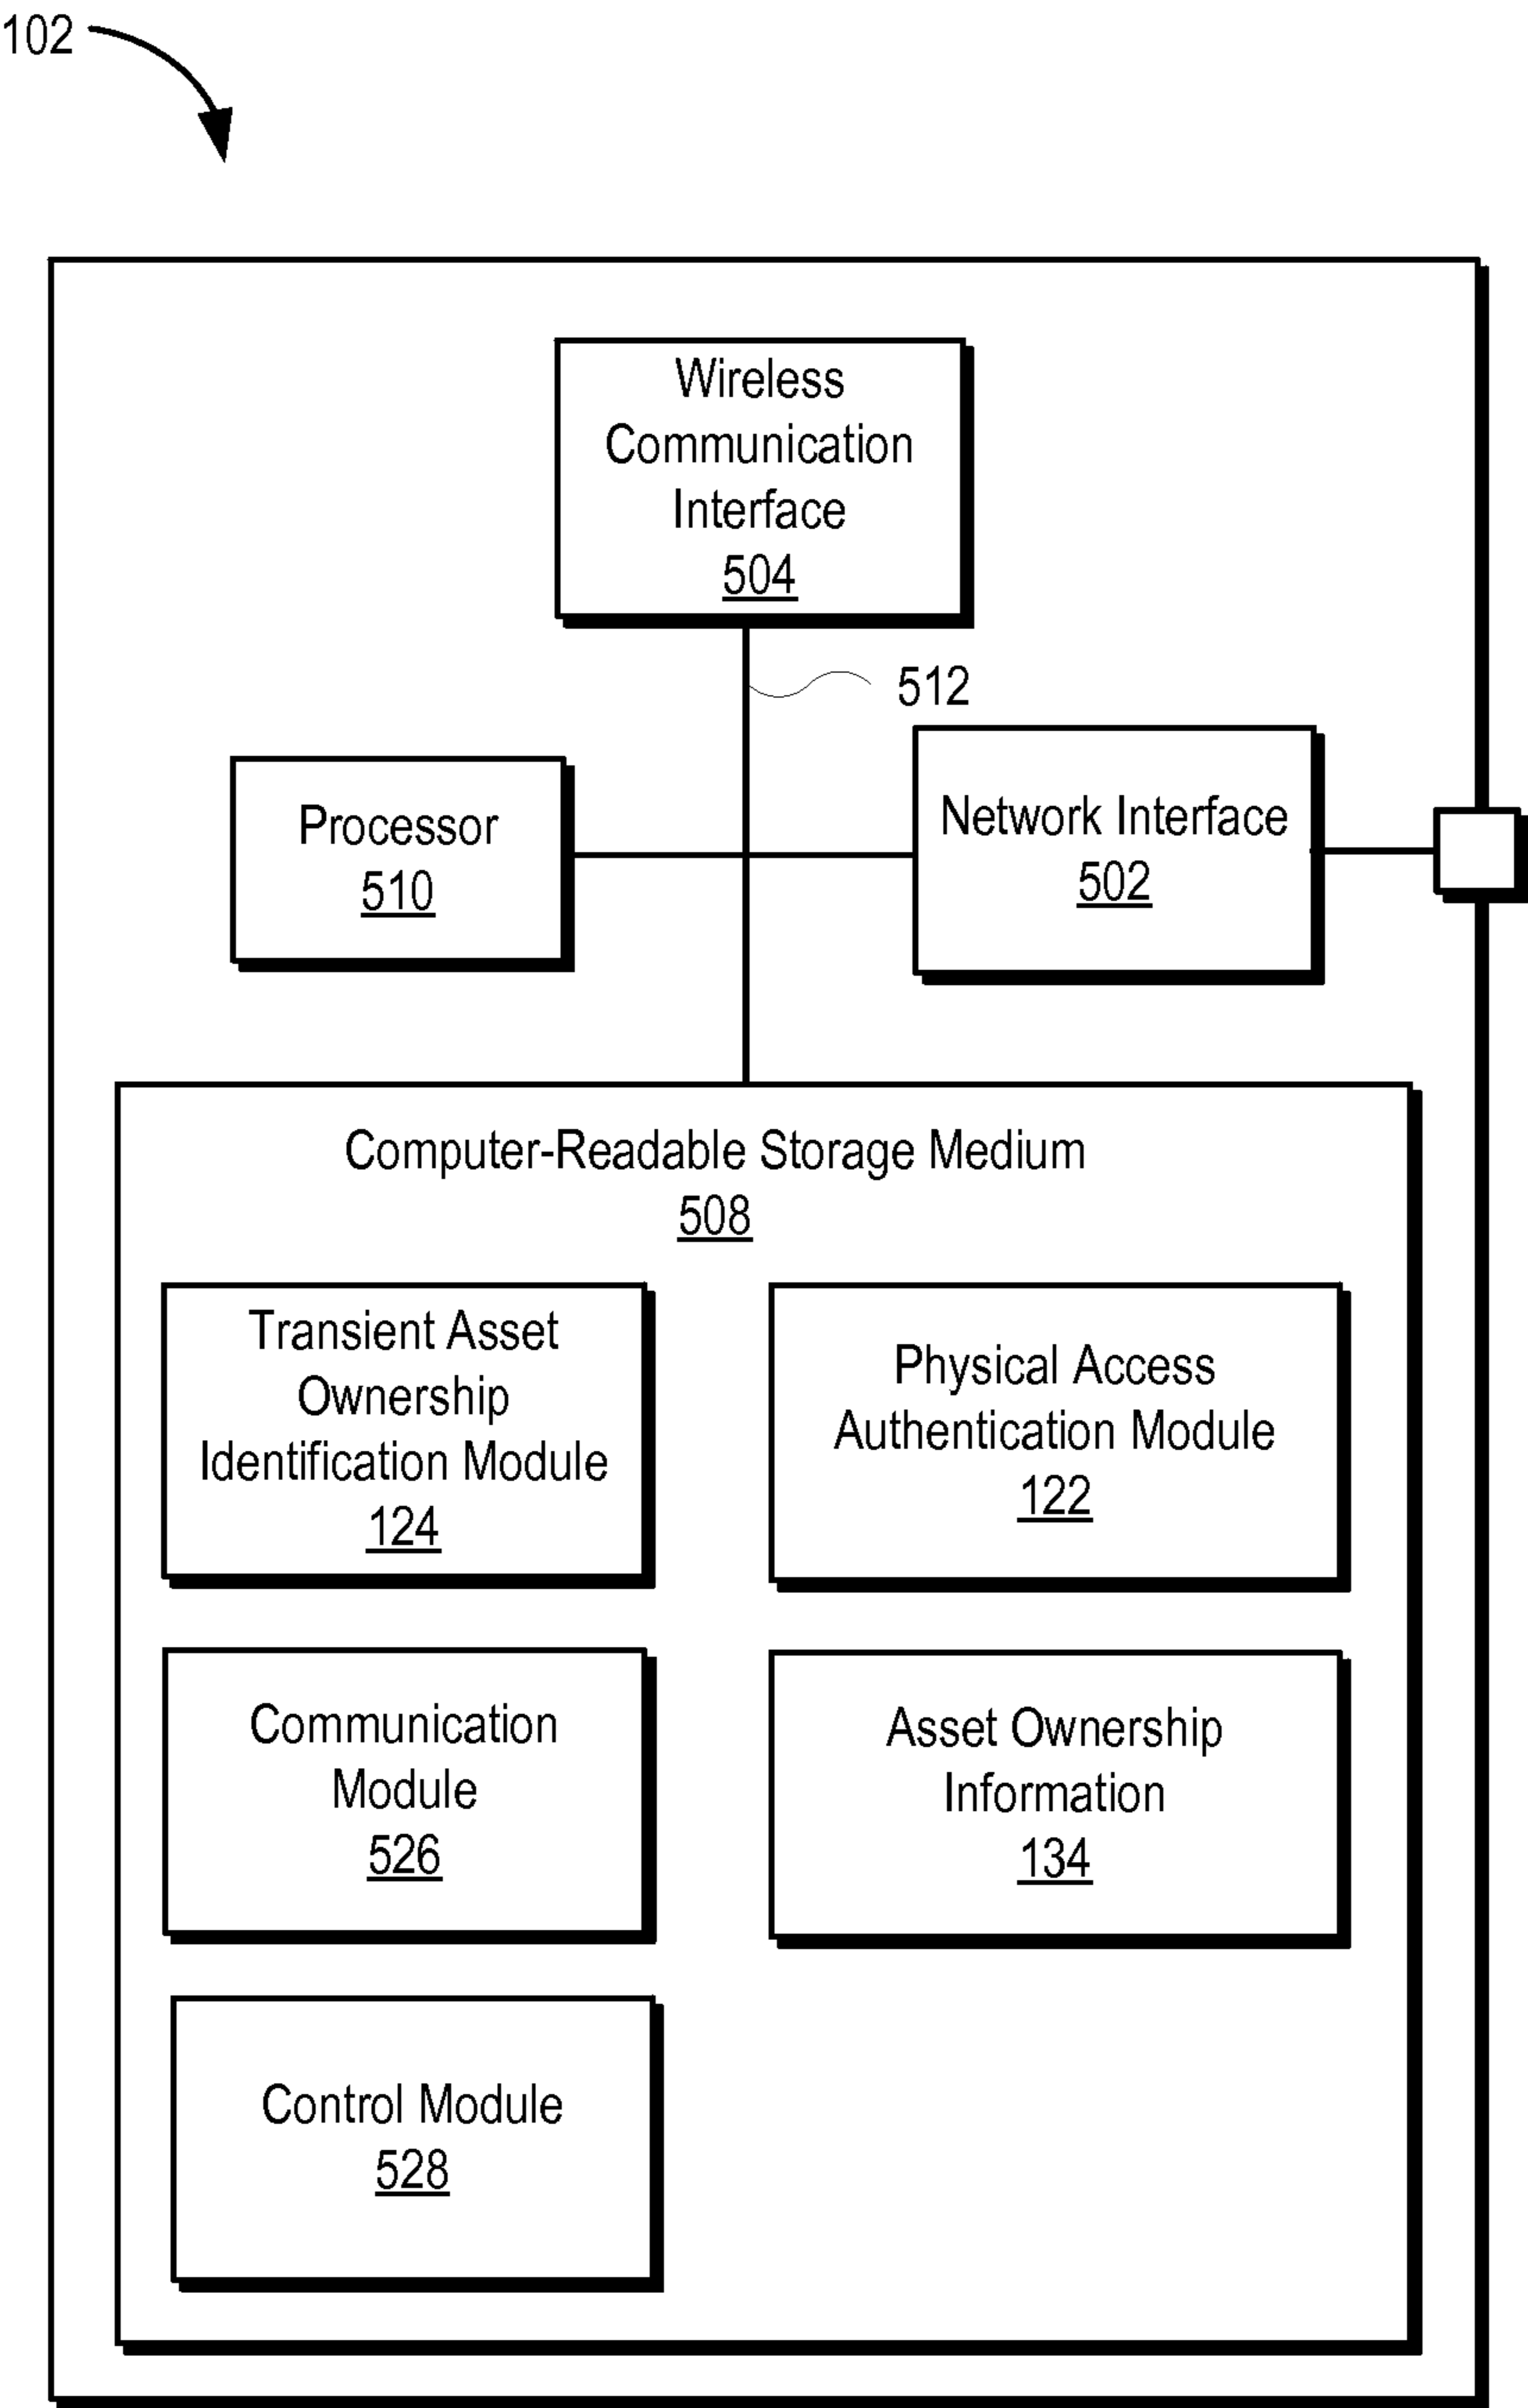 102
Wireless
Communication
Interface
504
512
Processor
510
Network Interface
502
Computer-Readable Storage Medium
508
Transient Asset
Ownership
Identification Module
124
Physical Access
Authentication Module
122
Communication
Module
526
Asset Ownership
Information
134
Control Module
528